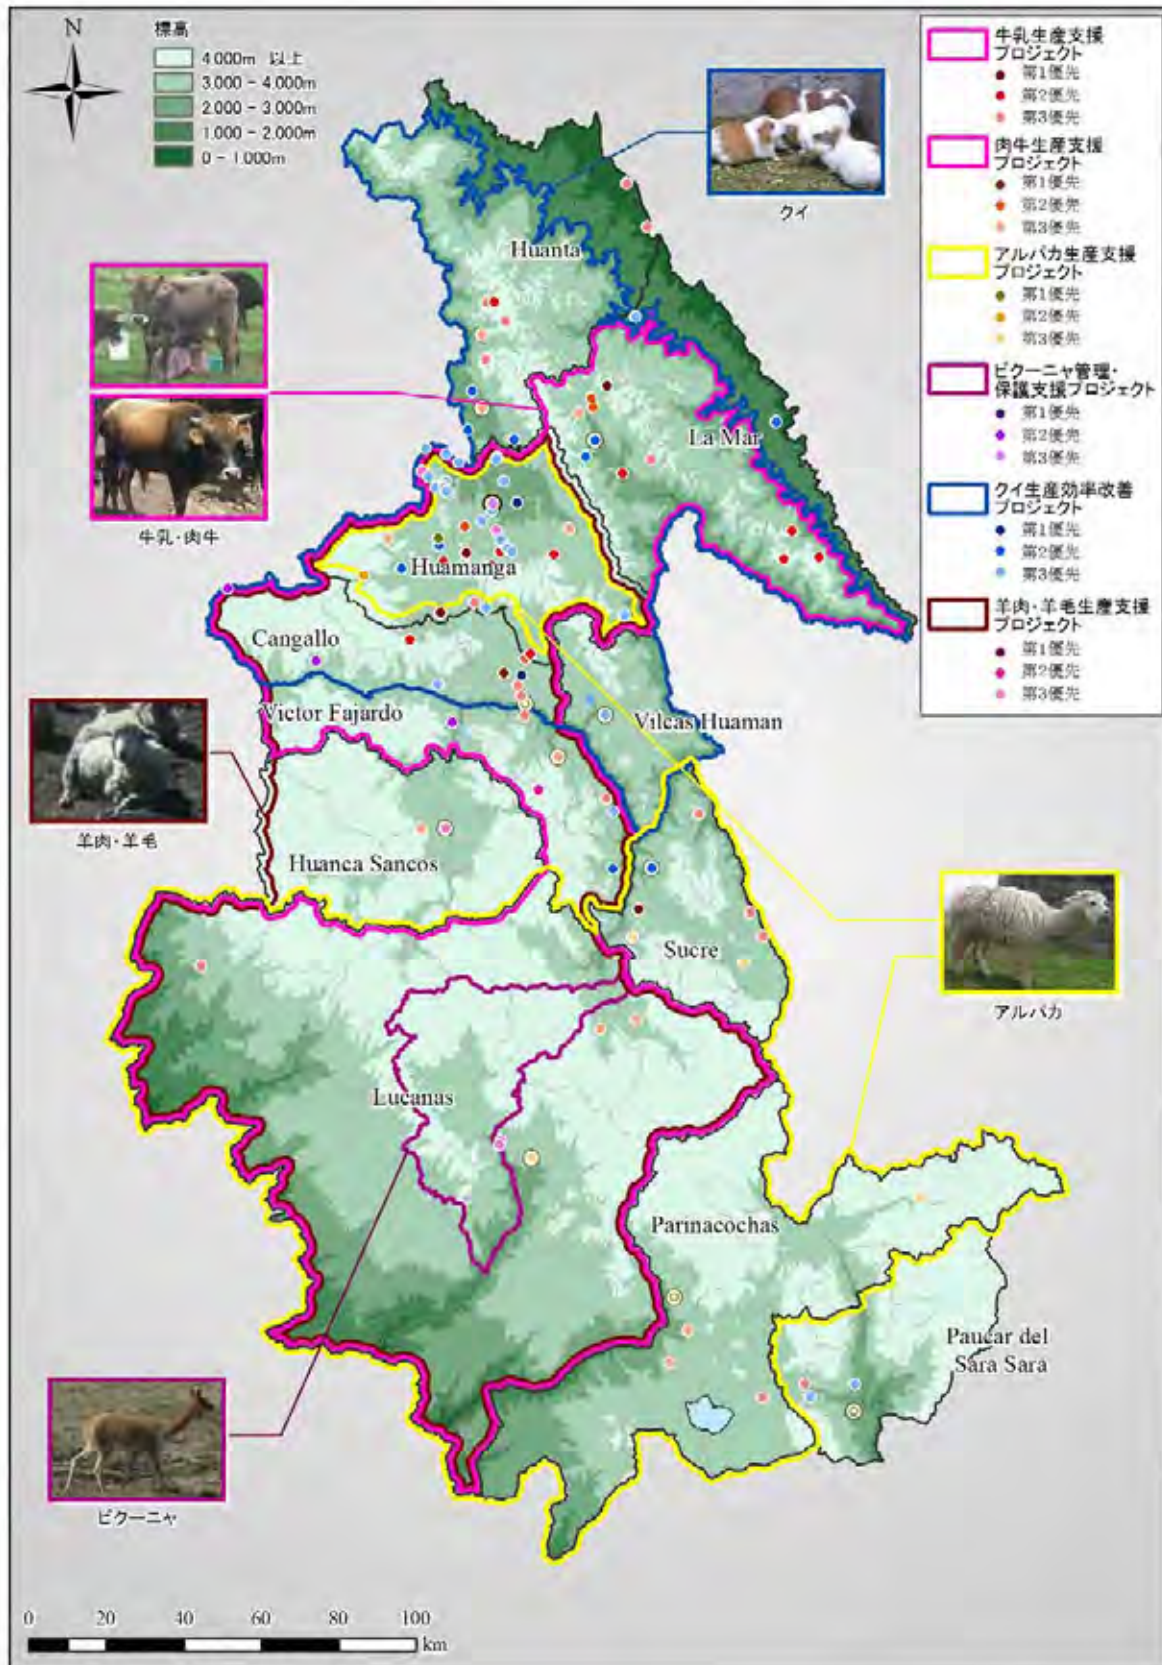 N
標高
4.000m 以上
3.000 - 4.000m
2.000 - 3.000m
1.000 - 2.000m
0 - 1.000m
牛乳生産支援
プロジェクト
第1優先
第2優先
第3優先
肉牛生産支援
プロジェクト
第1優先
第2優先
第3優先
アルパカ生産支援
プロジェクト
第1優先
第2優先
第3優先
ビクーニャ管理・
保護支援プロジェクト
第1優先
第2優先
第3優先
クイ生産効率改善
プロジェクト
第1優先
第2優先
第3優先
羊肉・羊毛生産支援
プロジェクト
第1優先
第2優先
第3優先
クイ
Huanta
La Mar
牛乳・肉牛
Huamanga
Cangallo
Victor Fajardo
Vilcas Huaman
羊肉・羊毛
Huanca Sancos
Sucre
アルパカ
Lucanas
Parinacochas
Paucar del
Sara Sara
ビクーニャ
0 20 40 60 80 100
km